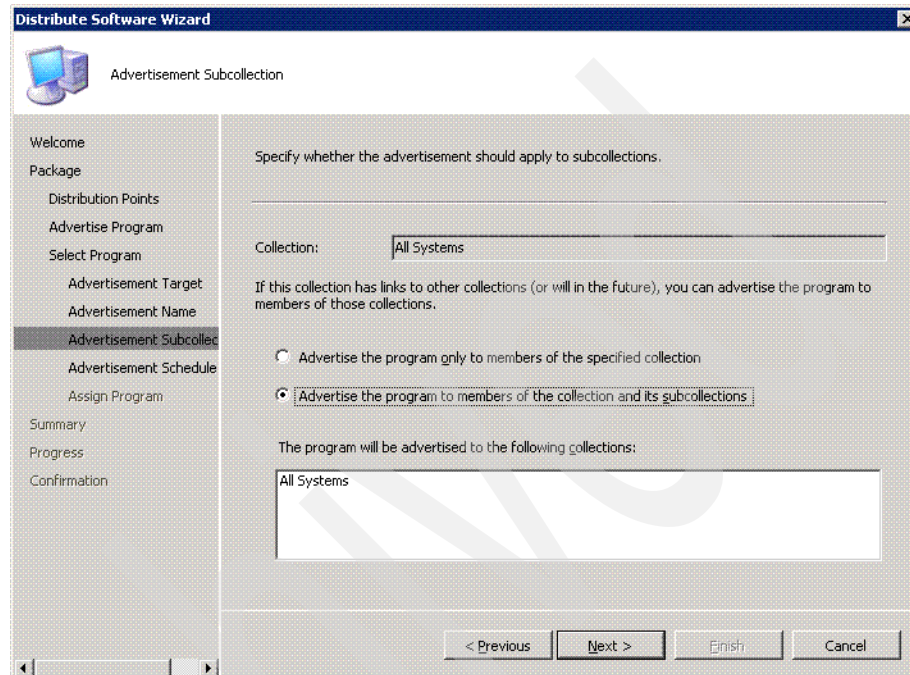 Distribute Software Wizard
Advertisement Subcollection
Welcome
Package
Distribution Points
Advertise Program
Select Program
Advertisement Target
Advertisement Name
Advertisement Subcollec
Advertisement Schedule
Assign Program
Summary
Progress
Confirmation
Specify whether the advertisement should apply to subcollections.
Collection:
All Systems
If this collection has links to other collections (or will in the future), you can advertise the program to
members of those collections.
Advertise the program only to members of the specified collection
Advertise the program to members of the collection and its subcollections
The program will be advertised to the following collections:
All Systems
< Previous
Next >
Finish
Cancel